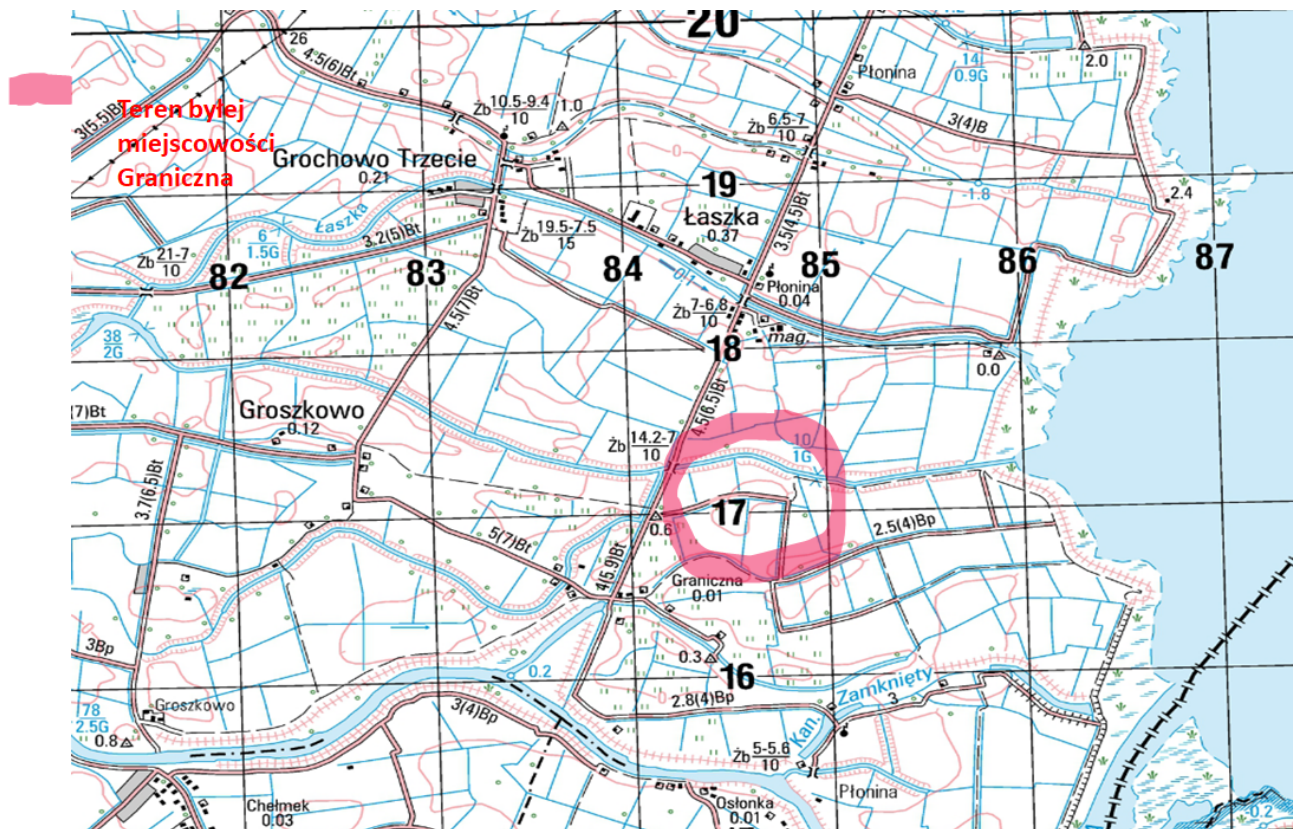 20
26
4.5(6)Bt
Płonina
14
0.9G
2.0
3(5.5)Bt
Teren byłej
miejscowości
Graniczna
Żb 10.5-9.4
10
1.0
Żb 6.5-7
10
3(4)B
Grochowo Trzecie
0.21
19
-1.8
2.4
Łaszka
Łaszka
0.37
3.5(4.5)Bt
Żb 21-7
10
6
1.5G
3.2(5)Bt
Żb 19.5-7.5
15
82
83
84
85
86
87
0.1
Płonina
0.04
4.5(7)Bt
Żb 7-6.8
10
mag.
38
2G
18
0.0
4.5(6.5)Bt
Groszkowo
0.12
(7)Bt
Żb 14.2-7
10
10
1G
3.7(6.5)Bt
17
0.6
2.5(4)Bp
5(7)Bt
4(5.9)Bt
Graniczna
0.01
3Bp
0.3
16
0.2
2.8(4)Bp
Kan. Zamknięty
3
Groszkowo
178
2.5G
0.8
3(4)Bp
Żb 5-5.6
10
Płonina
Chełmek
0.03
Osłonka
0.01
-0.2